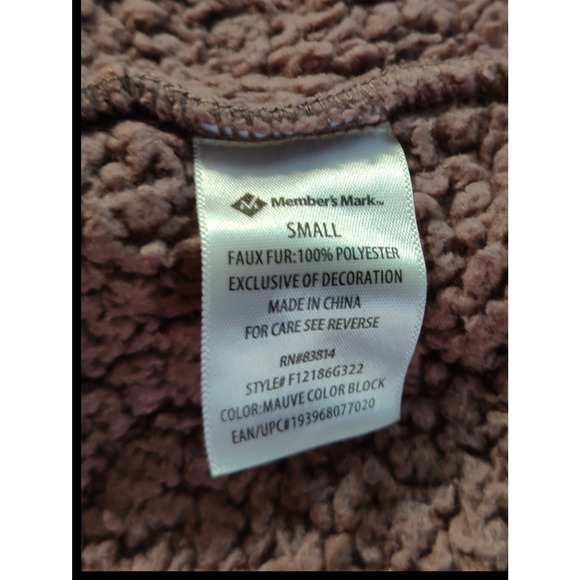 Member's Mark™
SMALL
FAUX FUR:100% POLYESTER
EXCLUSIVE OF DECORATION
MADE IN CHINA
FOR CARE SEE REVERSE
RN#83814
STYLE# F12186G322
COLOR:MAUVE COLOR BLOCK
EAN/UPC#193968077020